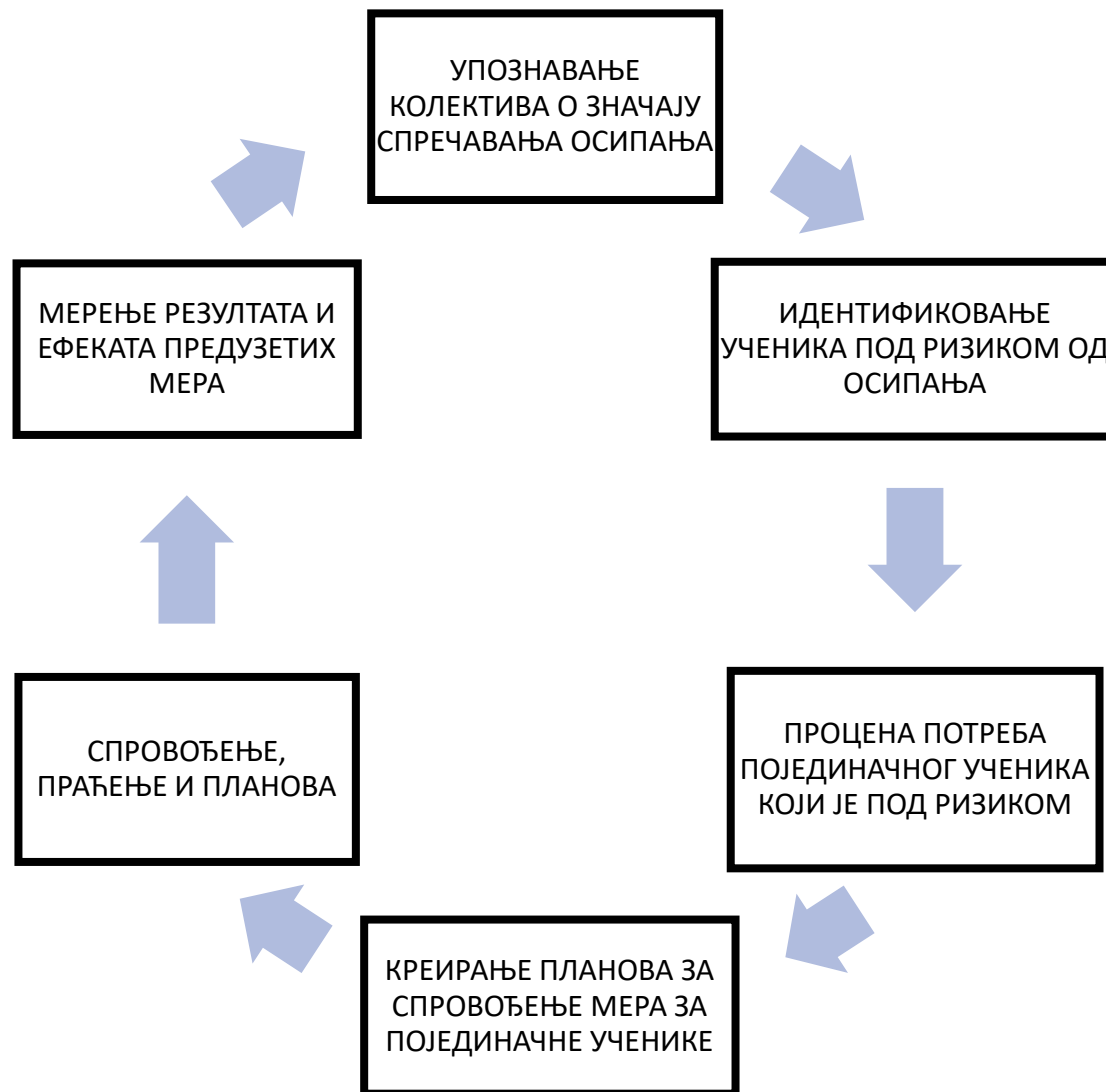 УПОЗНАВАЊЕ
КОЛЕКТИВА О ЗНАЧАЈУ
СПРЕЧАВАЊА ОСИПАЊА
ИДЕНТИФИКОВАЊЕ
УЧЕНИКА ПОД РИЗИКОМ ОД
ОСИПАЊА
ПРОЦЕНА ПОТРЕБА
ПОЈЕДИНАЧНОГ УЧЕНИКА
КОЈИ ЈЕ ПОД РИЗИКОМ
КРЕИРАЊЕ ПЛАНОВА ЗА
СПРОВОЂЕЊЕ МЕРА ЗА
ПОЈЕДИНАЧНЕ УЧЕНИКЕ
СПРОВОЂЕЊЕ,
ПРАЋЕЊЕ И ПЛАНОВА
МЕРЕЊЕ РЕЗУЛТАТА И
ЕФЕКАТА ПРЕДУЗЕТИХ
МЕРА